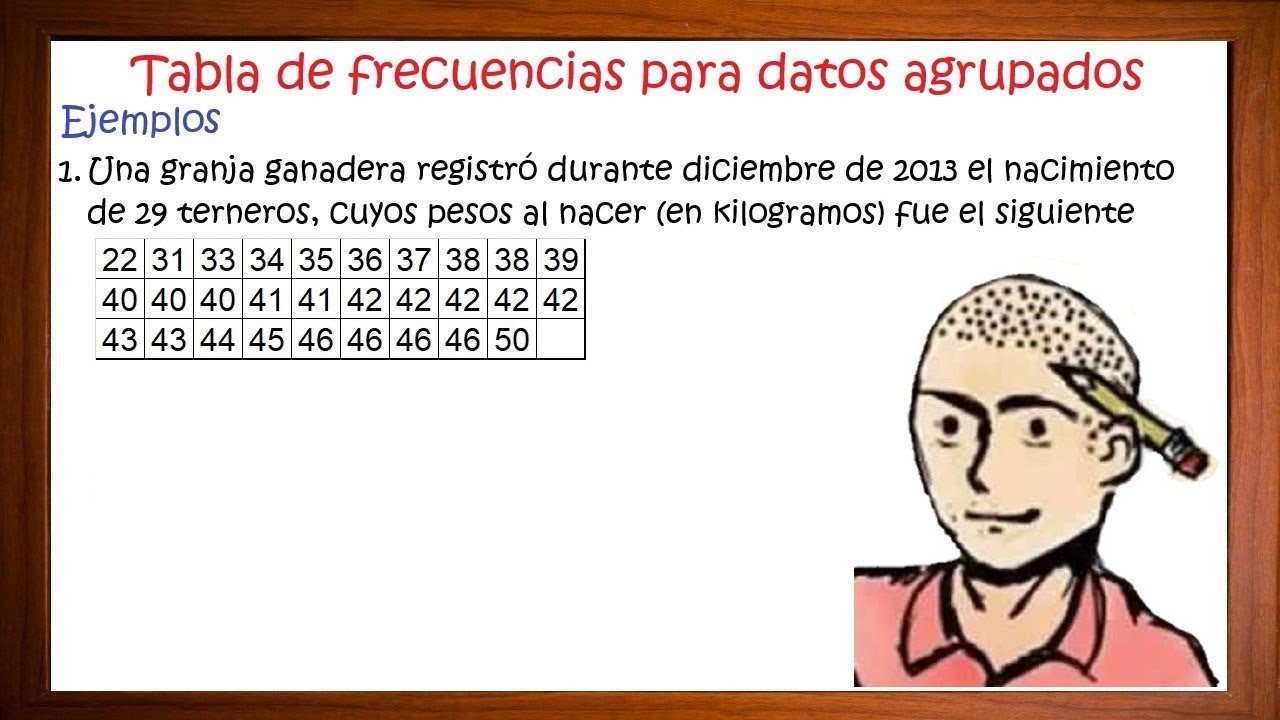 Tabla de frecuencias para datos agrupados
Ejemplos
1. Una granja ganadera registró durante diciembre de 2013 el nacimiento
de 29 terneros, cuyos pesos al nacer (en kilogramos) fue el siguiente
22 31 33 34 35 36 37 38 38 39
40 40 40 41 41 42 42 42 42 42
43 43 44 45 46 46 46 46 50